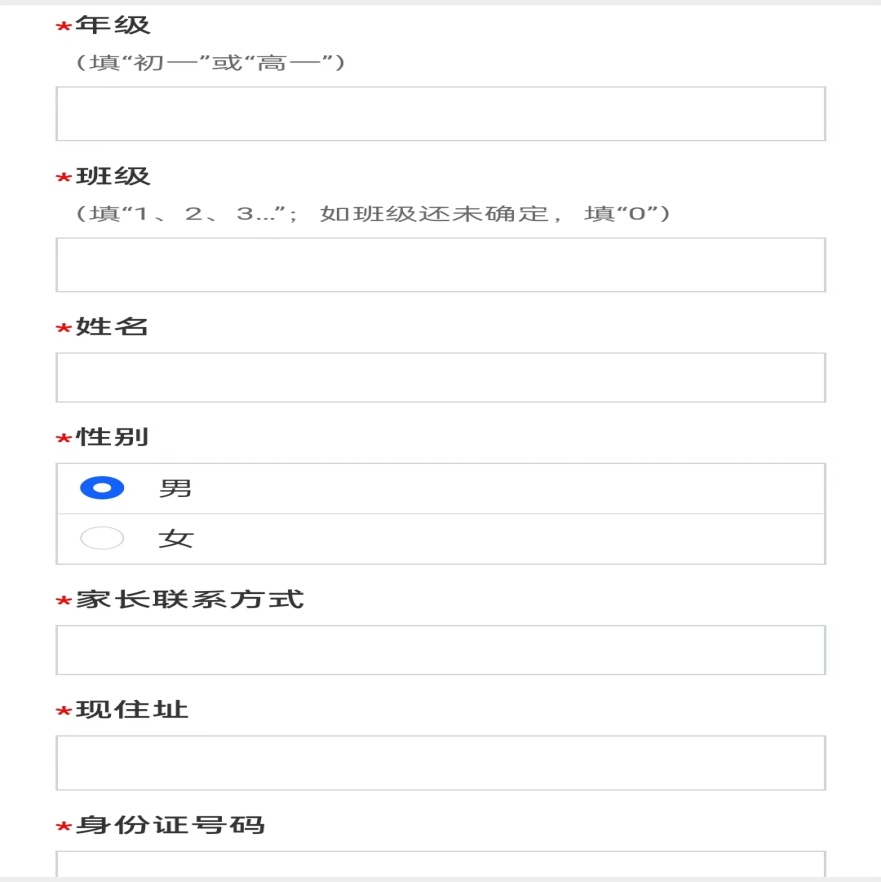 *年级
(填“初一”或“高一”)
*班级
(填“1、2、3...”;如班级还未确定,填“0”)
*姓名
*性别
男
女
*家长联系方式
*现住址
*身份证号码